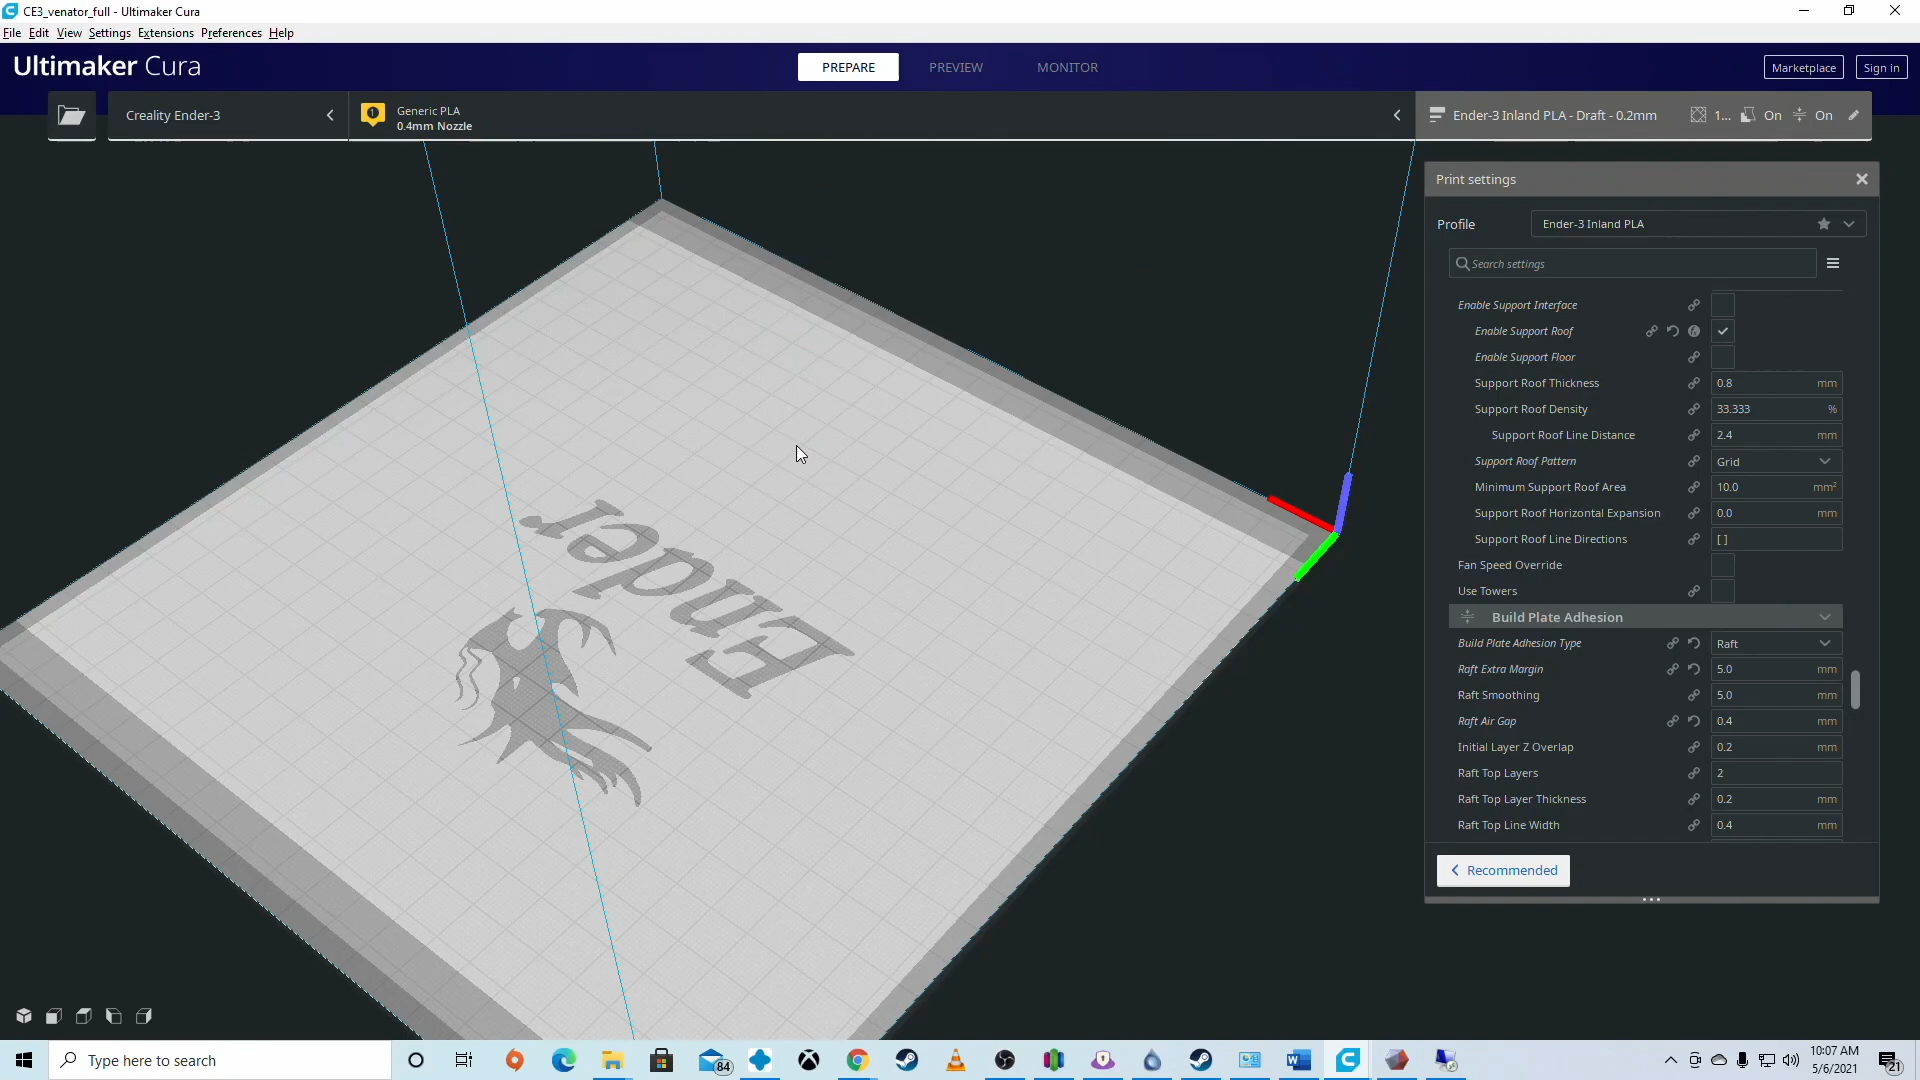 CE3_venator_full - Ultimaker Cura
File Edit View Settings Extensions Preferences Help
Ultimaker Cura
PREPARE PREVIEW MONITOR
Marketplace Sign in
Creality Ender-3
1 Generic PLA
0.4mm Nozzle
Ender-3 Inland PLA - Draft - 0.2mm 1... On On
Print settings
Profile Ender-3 Inland PLA
Search settings
Enable Support Interface
Enable Support Roof
Enable Support Floor
Support Roof Thickness 0.8 mm
Support Roof Density 33.333 %
Support Roof Line Distance 2.4 mm
Support Roof Pattern Grid
Minimum Support Roof Area 10.0 mm²
Support Roof Horizontal Expansion 0.0 mm
Support Roof Line Directions [ ]
Fan Speed Override
Use Towers
Build Plate Adhesion
Build Plate Adhesion Type Raft
Raft Extra Margin 5.0 mm
Raft Smoothing 5.0 mm
Raft Air Gap 0.4 mm
Initial Layer Z Overlap 0.2 mm
Raft Top Layers 2
Raft Top Layer Thickness 0.2 mm
Raft Top Line Width 0.4 mm
Recommended
Ender
Type here to search
84
10:07 AM
5/6/2021
21